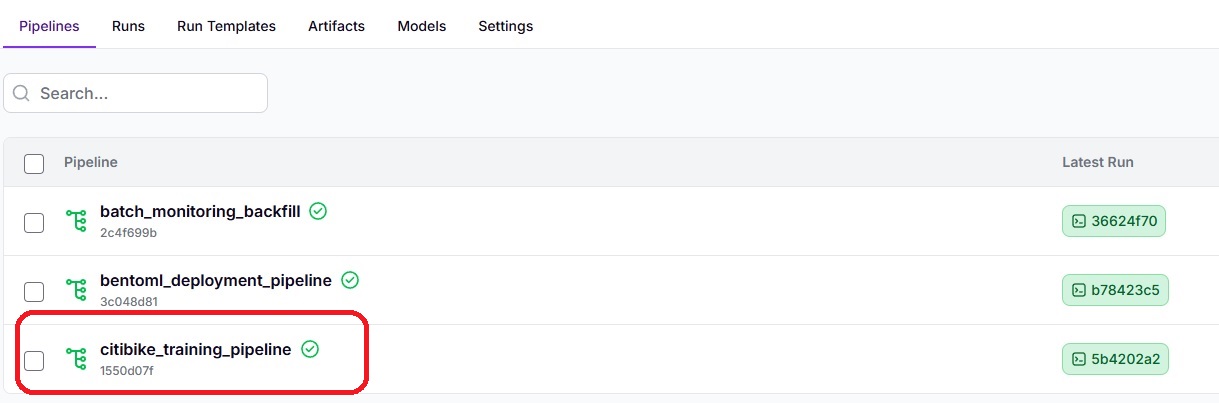 Pipelines Runs Run Templates Artifacts Models Settings
Search...
Pipeline Latest Run
batch_monitoring_backfill 36624f70
2c4f699b
bentoml_deployment_pipeline b78423c5
3c048d81
citibike_training_pipeline 5b4202a2
1550d07f